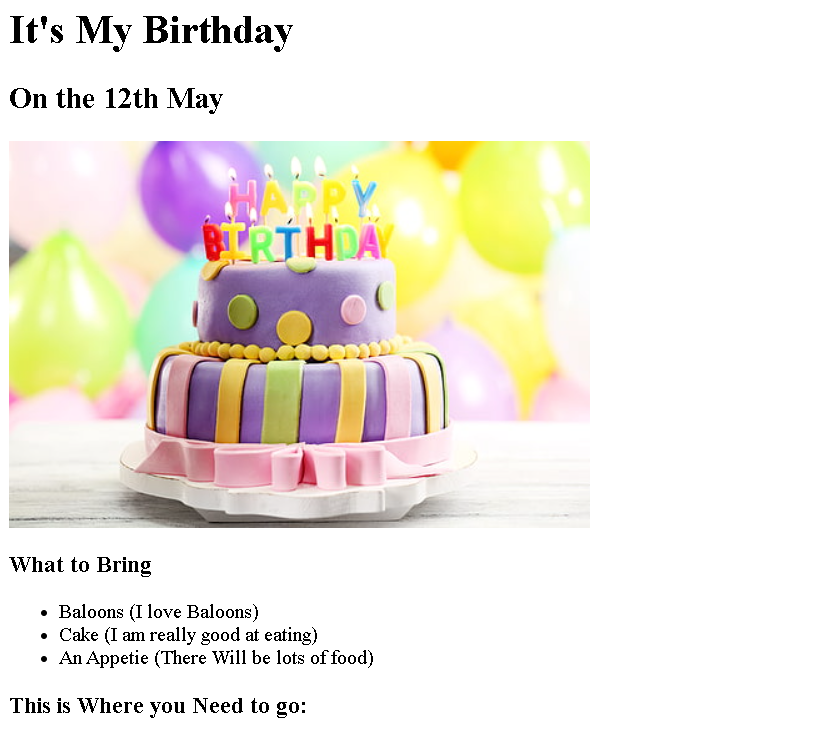 It's My Birthday
On the 12th May
HAPPY
BIRTHDAY
What to Bring
Baloons (I love Baloons)
Cake (I am really good at eating)
An Appetie (There Will be lots of food)
This is Where you Need to go: